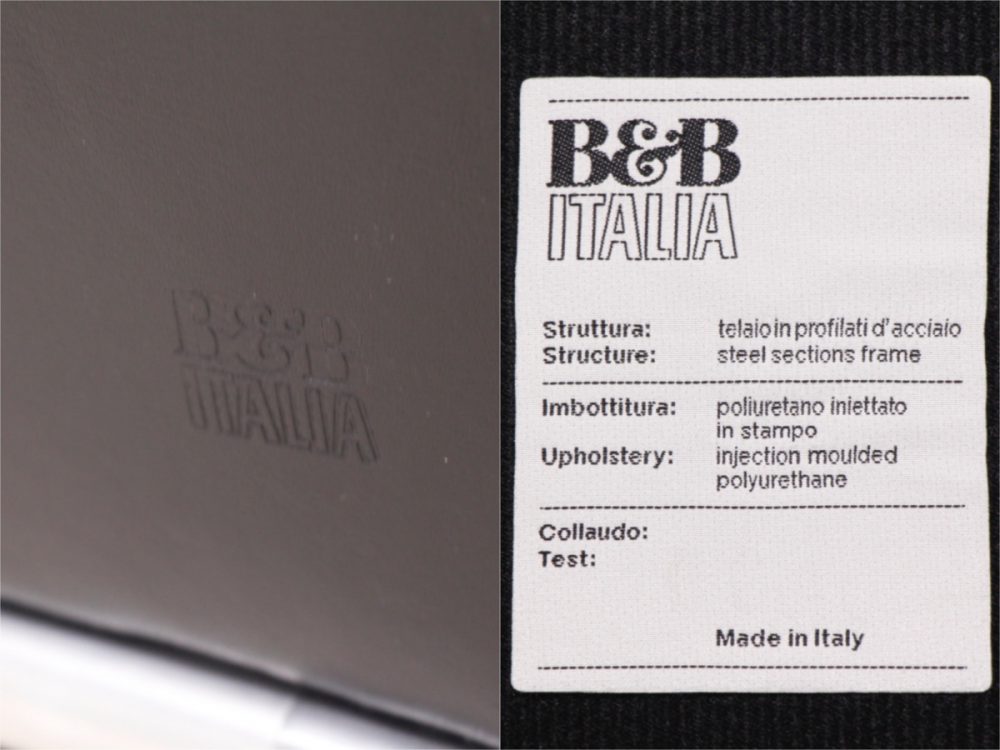 B&B
ITALIA
B&B
ITALIA
Struttura: telaio in profilati d'acciaio
Structure: steel sections frame
Imbottitura: poliuretano iniettato
in stampo
Upholstery: injection moulded
polyurethane
Collaudo:
Test:
Made in Italy